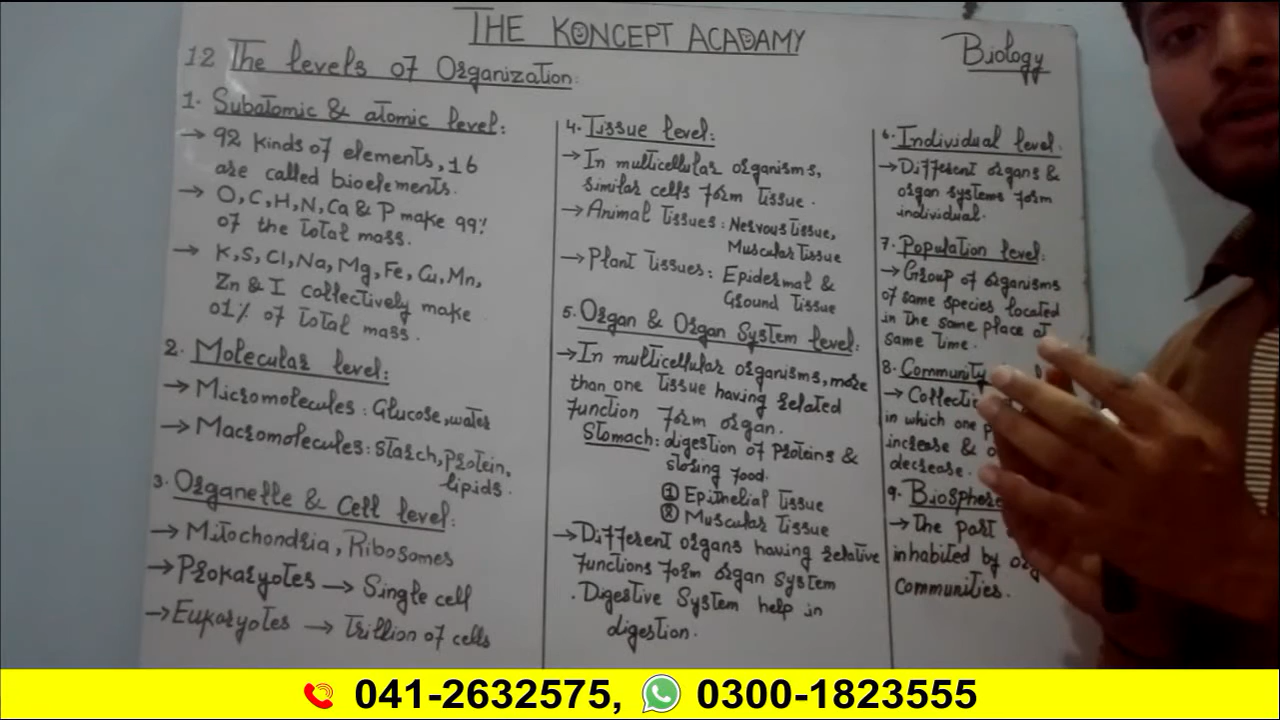 THE KONCEPT ACADAMY
Biology
12 The levels of Organization:
1. Subatomic & atomic level:
→ 92 kinds of elements, 16
are called bioelements.
→ O, C, H, N, Ca & P make 99%
of the total mass.
→ K, S, Cl, Na, Mg, Fe, Cu, Mn,
Zn & I collectively make
01% of total mass.
2. Molecular level:
→ Micromolecules: Glucose, water
→ Macromolecules: starch, protein,
lipids.
3. Organelle & Cell level:
→ Mitochondria, Ribosomes
→ Prokaryotes → Single cell
→ Eukaryotes → Trillion of cells
4. Tissue level:
→ In multicellular organisms,
similar cells form tissue.
→ Animal Tissues: Nervous tissue,
Muscular tissue
→ Plant Tissues: Epidermal &
Ground tissue
5. Organ & Organ System level:
→ In multicellular organisms, more
than one tissue having related
function form organ.
Stomach: digestion of Proteins &
storing food.
① Epithelial tissue
② Muscular tissue
→ Different organs having relative
functions form organ system
. Digestive System help in
digestion.
6. Individual level.
→ Different organs &
organ systems form
individual.
7. Population level:
→ Group of organisms
of same species located
in the same place at
same time.
8. Community
→ Collecti
in which one P
increase & o
decrease.
9. Biosphere
→ The part
inhabited by org
communities.
041-2632575, 0300-1823555